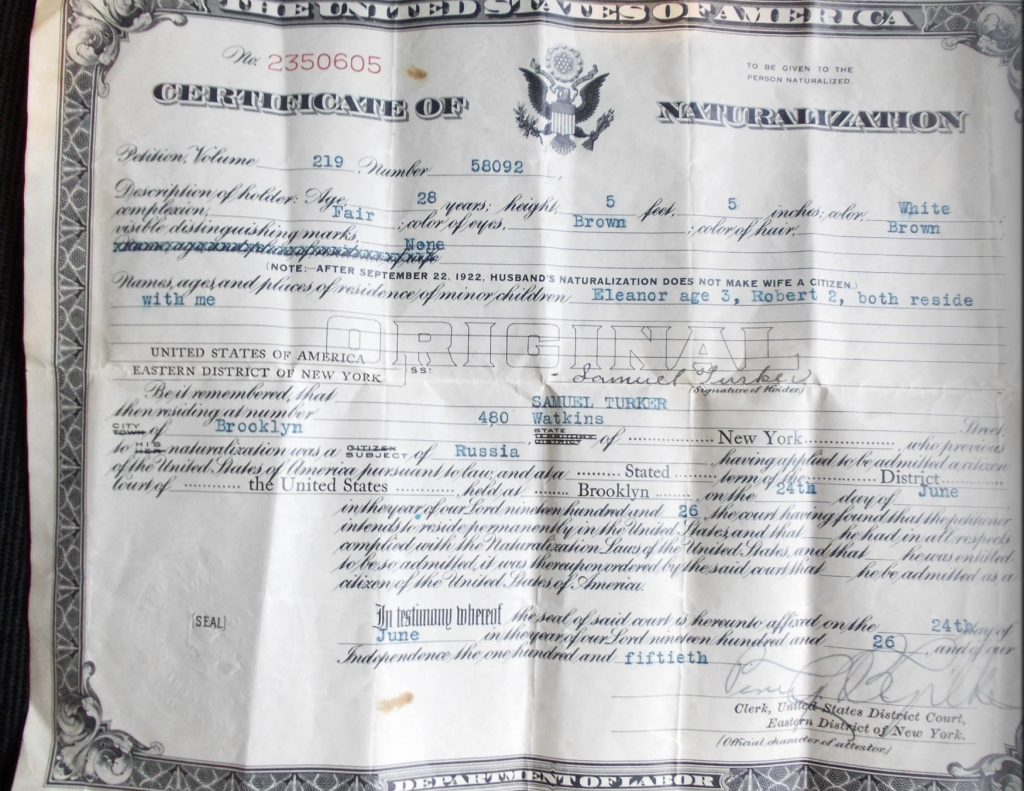 THE UNITED STATES OF AMERICA
No. 2350605
TO BE GIVEN TO THE
PERSON NATURALIZED.
CERTIFICATE OF NATURALIZATION
Petition, Volume 219 , Number 58092 .
Description of holder: Age, 28 years; height, 5 feet, 5 inches; color, White ;
complexion, Fair ; color of eyes, Brown ; color of hair, Brown ;
visible distinguishing marks, None
(NOTE:- AFTER SEPTEMBER 22, 1922, HUSBAND'S NATURALIZATION DOES NOT MAKE WIFE A CITIZEN.)
Names, ages and places of residence of minor children Eleanor age 3, Robert 2, both reside
with me
ORIGINAL
UNITED STATES OF AMERICA
EASTERN DISTRICT OF NEW YORK ss: Samuel Turker
(Signature of Holder)
Be it remembered, that SAMUEL TURKER
then residing at number 480 Watkins Street,
CITY TOWN of Brooklyn STATE of New York , who previous
to HIS HER naturalization was a CITIZEN SUBJECT of Russia , having applied to be admitted a citizen
of the United States of America pursuant to law, and at a Stated term of the District
Court of the United States , held at Brooklyn , on the 24th day of June
in the year of our Lord nineteen hundred and 26 , the court having found that the petitioner
intends to reside permanently in the United States, and that he had in all respects
complied with the Naturalization Laws of the United States, and that he was entitled
to be so admitted, it was thereupon ordered by the said court that he be admitted as a
citizen of the United States of America.
In testimony whereof the seal of said court is hereunto affixed on the 24th day of
June in the year of our Lord nineteen hundred and 26 , and of our
Independence the one hundred and fiftieth
[SEAL]
Clerk, United States District Court,
Eastern District of New York.
(Official character of attestor.)
DEPARTMENT OF LABOR